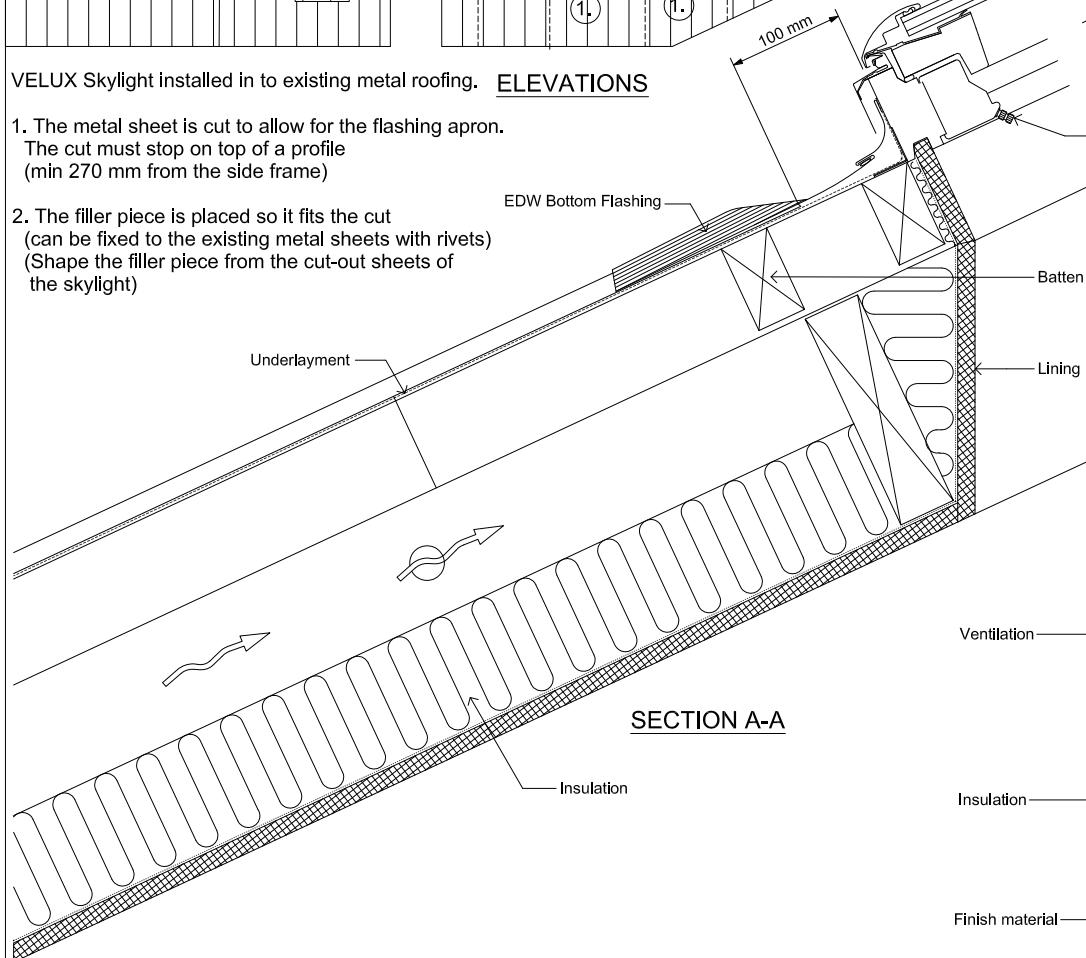 1.
1.
100 mm
VELUX Skylight installed in to existing metal roofing.
ELEVATIONS
1. The metal sheet is cut to allow for the flashing apron.
The cut must stop on top of a profile
(min 270 mm from the side frame)
EDW Bottom Flashing
2. The filler piece is placed so it fits the cut
(can be fixed to the existing metal sheets with rivets)
(Shape the filler piece from the cut-out sheets of
the skylight)
Batten
Underlayment
Lining
Ventilation
SECTION A-A
Insulation
Insulation
Finish material